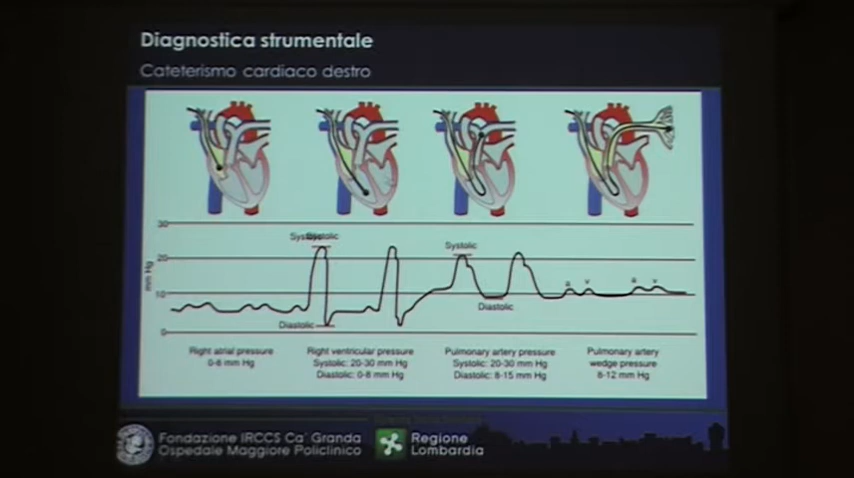 Diagnostica strumentale
Cateterismo cardiaco destro
30
20
10
0
mm Hg
Systolic
Diastolic
Systolic
Diastolic
a
v
a
v
Right atrial pressure
0-8 mm Hg
Right ventricular pressure
Systolic: 20-30 mm Hg
Diastolic: 0-8 mm Hg
Pulmonary artery pressure
Systolic: 20-30 mm Hg
Diastolic: 8-15 mm Hg
Pulmonary artery
wedge pressure
8-12 mm Hg
Fondazione IRCCS Ca' Granda
Ospedale Maggiore Policlinico
Regione
Lombardia